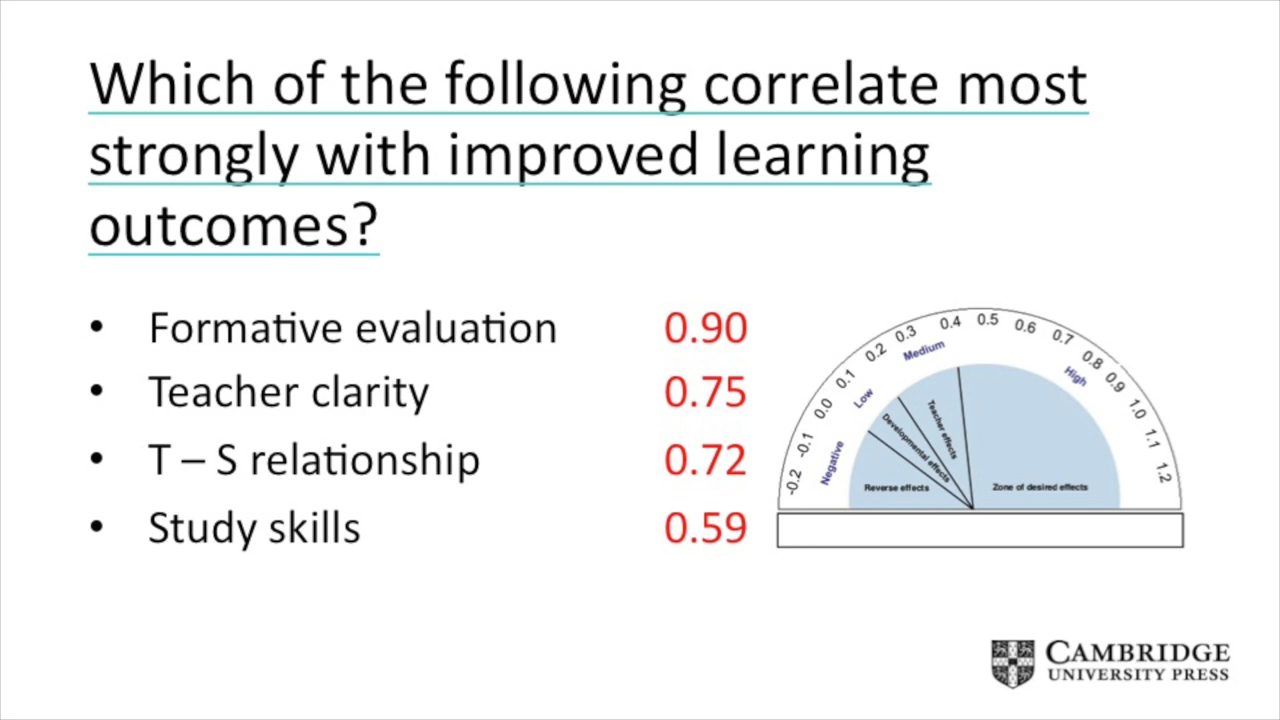 Which of the following correlate most
strongly with improved learning
outcomes?
• Formative evaluation 0.90
• Teacher clarity 0.75
• T – S relationship 0.72
• Study skills 0.59
-0.2 -0.1 0.0 0.1 0.2 0.3 0.4 0.5 0.6 0.7 0.8 0.9 1.0 1.1 1.2
Negative
Low
Medium
High
Reverse effects
Developmental effects
Teacher effects
Zone of desired effects
CAMBRIDGE
UNIVERSITY PRESS